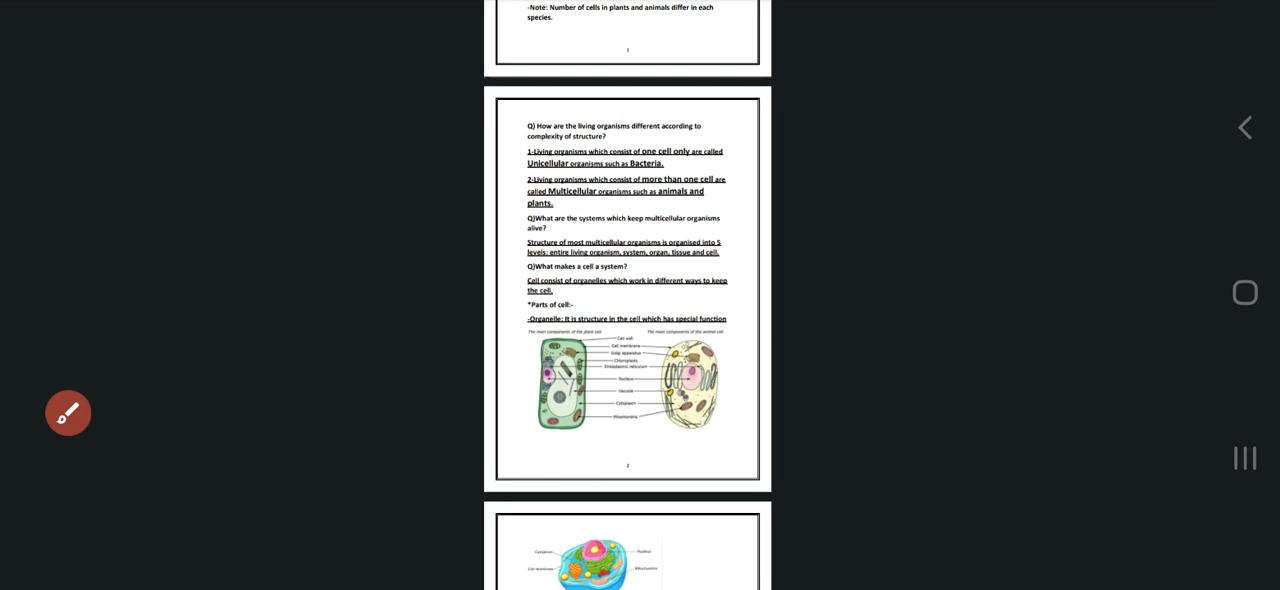 -Note: Number of cells in plants and animals differ in each
species.
1
Q) How are the living organisms different according to
complexity of structure?
1-Living organisms which consist of one cell only are called
Unicellular organisms such as Bacteria.
2-Living organisms which consist of more than one cell are
called Multicellular organisms such as animals and
plants.
Q)What are the systems which keep multicellular organisms
alive?
Structure of most multicellular organisms is organised into 5
levels: entire living organism, system, organ, tissue and cell.
Q)What makes a cell a system?
Cell consist of organelles which work in different ways to keep
the cell.
*Parts of cell:-
-Organelle: It is structure in the cell which has special function
The main components of the plant cell
The main components of the animal cell
Cell wall
Cell membrane
Golgi apparatus
Chloroplasts
Endoplasmic reticulum
Nucleus
Vacuole
Cytoplasm
Mitochondria
2
Cytoplasm
Nucleus
Cell membrane
Mitochondria